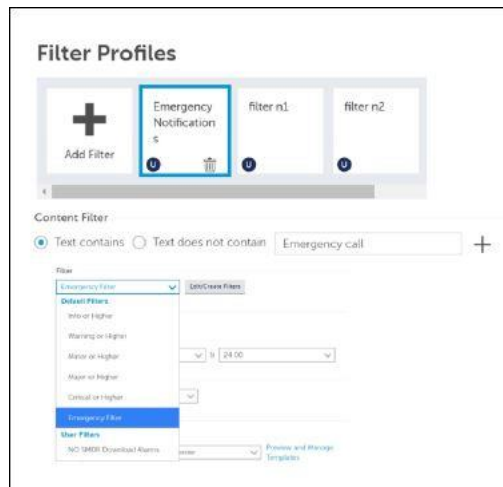 Filter Profiles
Emergency
Notification
s
filter n1
filter n2
Add Filter
U
U
U
Content Filter
Text contains
Text does not contain
Emergency call
Filter
Emergency Filter
Edit/Create Filters
Default Filters
Info or Higher
Warning or Higher
Minor or Higher
24:00
Major or Higher
Critical or Higher
Emergency Filter
User Filters
NO SMDR Download Alarms
Preview and Manage
Templates